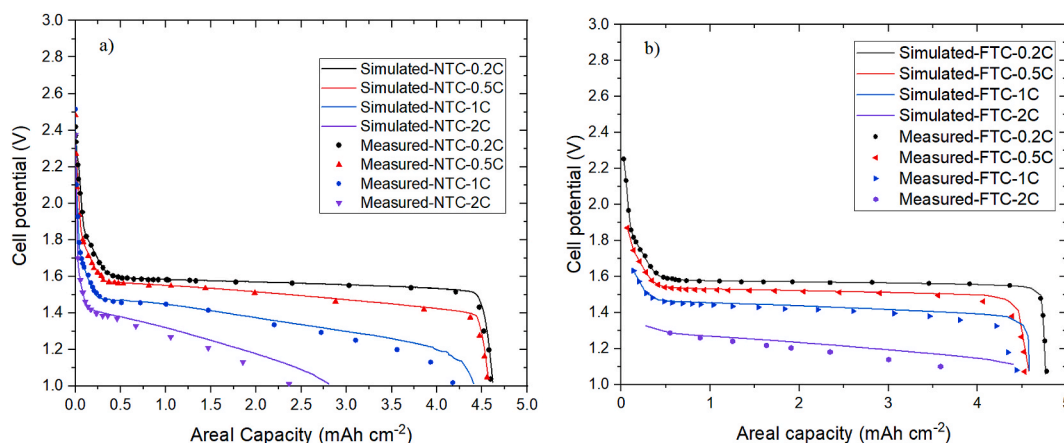 a)
Simulated-NTC-0.2C
Simulated-NTC-0.5C
Simulated-NTC-1C
Simulated-NTC-2C
Measured-NTC-0.2C
Measured-NTC-0.5C
Measured-NTC-1C
Measured-NTC-2C
3.0
2.8
2.6
2.4
2.2
2.0
1.8
1.6
1.4
1.2
1.0
Cell potential (V)
0.0 0.5 1.0 1.5 2.0 2.5 3.0 3.5 4.0 4.5 5.0
Areal Capacity (mAh cm-2)
b)
Simulated-FTC-0.2C
Simulated-FTC-0.5C
Simulated-FTC-1C
Simulated-FTC-2C
Measured-FTC-0.2C
Measured-FTC-0.5C
Measured-FTC-1C
Measured-FTC-2C
3.0
2.8
2.6
2.4
2.2
2.0
1.8
1.6
1.4
1.2
1.0
Cell potential (V)
0 1 2 3 4 5
Areal capacity (mAh cm-2)